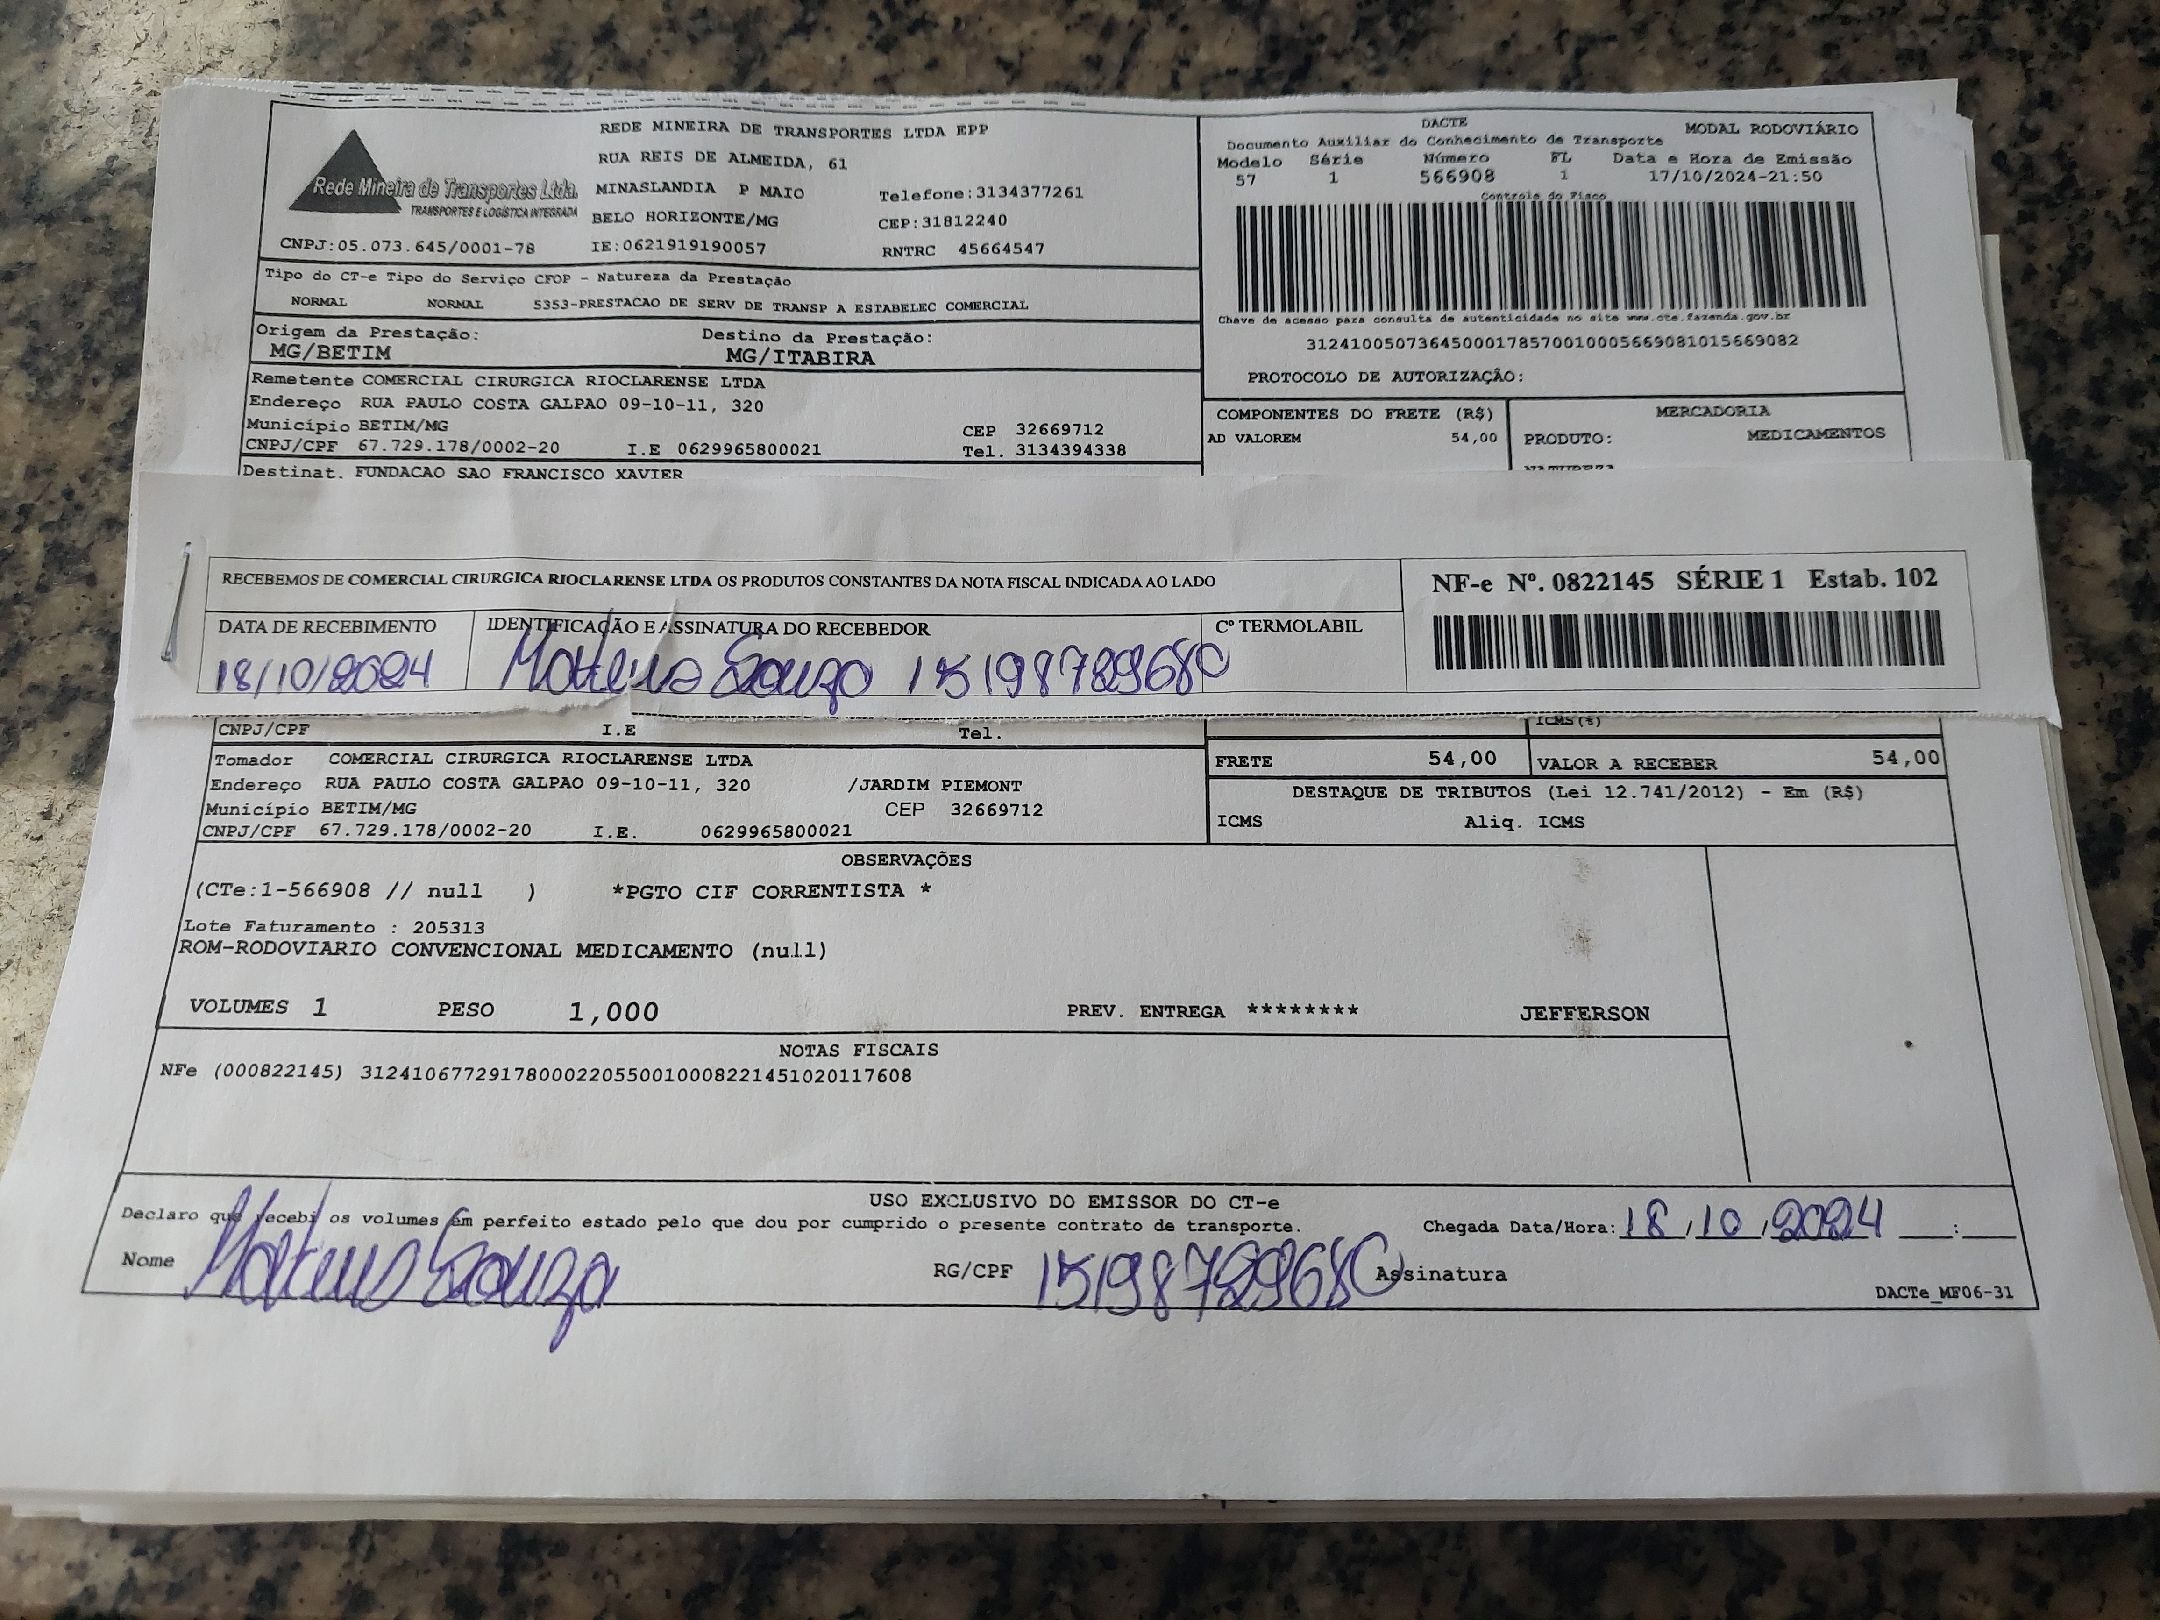 REDE MINEIRA DE TRANSPORTES LTDA EPP
RUA REIS DE ALMEIDA, 61
Rede Mineira de Transportes Ltda.
TRANSPORTES E LOGÍSTICA INTEGRADA
MINASLANDIA P MAIO Telefone:3134377261
BELO HORIZONTE/MG CEP:31812240
CNPJ:05.073.645/0001-78 IE:0621919190057 RNTRC 45664547
DACTE MODAL RODOVIÁRIO
Documento Auxiliar do Conhecimento de Transporte
Modelo Série Número FL Data e Hora de Emissão
57 1 566908 1 17/10/2024-21:50
Controle do Fisco
Chave de acesso para consulta de autenticidade no site www.cte.fazenda.gov.br
31241005073645000178570010005669081015669082
PROTOCOLO DE AUTORIZAÇÃO:
Tipo do CT-e Tipo do Serviço CFOP - Natureza da Prestação
NORMAL NORMAL 5353-PRESTACAO DE SERV DE TRANSP A ESTABELEC COMERCIAL
Origem da Prestação: Destino da Prestação:
MG/BETIM MG/ITABIRA
Remetente COMERCIAL CIRURGICA RIOCLARENSE LTDA
Endereço RUA PAULO COSTA GALPAO 09-10-11, 320
Município BETIM/MG CEP 32669712
CNPJ/CPF 67.729.178/0002-20 I.E 0629965800021 Tel. 3134394338
Destinat. FUNDACAO SAO FRANCISCO XAVIER
COMPONENTES DO FRETE (R$) MERCADORIA
AD VALOREM 54,00 PRODUTO: MEDICAMENTOS
RECEBEMOS DE COMERCIAL CIRURGICA RIOCLARENSE LTDA OS PRODUTOS CONSTANTES DA NOTA FISCAL INDICADA AO LADO
NF-e Nº. 0822145 SÉRIE 1 Estab. 102
DATA DE RECEBIMENTO IDENTIFICAÇÃO E ASSINATURA DO RECEBEDOR Cº TERMOLABIL
18/10/2024 Mateus Souza 15198789680
CNPJ/CPF I.E Tel.
ICMS(%)
Tomador COMERCIAL CIRURGICA RIOCLARENSE LTDA
Endereço RUA PAULO COSTA GALPAO 09-10-11, 320 /JARDIM PIEMONT
Município BETIM/MG CEP 32669712
CNPJ/CPF 67.729.178/0002-20 I.E. 0629965800021
FRETE 54,00 VALOR A RECEBER 54,00
DESTAQUE DE TRIBUTOS (Lei 12.741/2012) - Em (R$)
ICMS Aliq. ICMS
OBSERVAÇÕES
(CTe:1-566908 // null ) *PGTO CIF CORRENTISTA *
Lote Faturamento : 205313
ROM-RODOVIARIO CONVENCIONAL MEDICAMENTO (null)
VOLUMES 1 PESO 1,000 PREV. ENTREGA ******** JEFFERSON
NOTAS FISCAIS
NFe (000822145) 31241067729178000220550010008221451020117608
USO EXCLUSIVO DO EMISSOR DO CT-e
Declaro que recebi os volumes em perfeito estado pelo que dou por cumprido o presente contrato de transporte. Chegada Data/Hora: 18/10/2024 __:__
Nome Mateus Souza RG/CPF 15198789680 Assinatura
DACTe_MF06-31